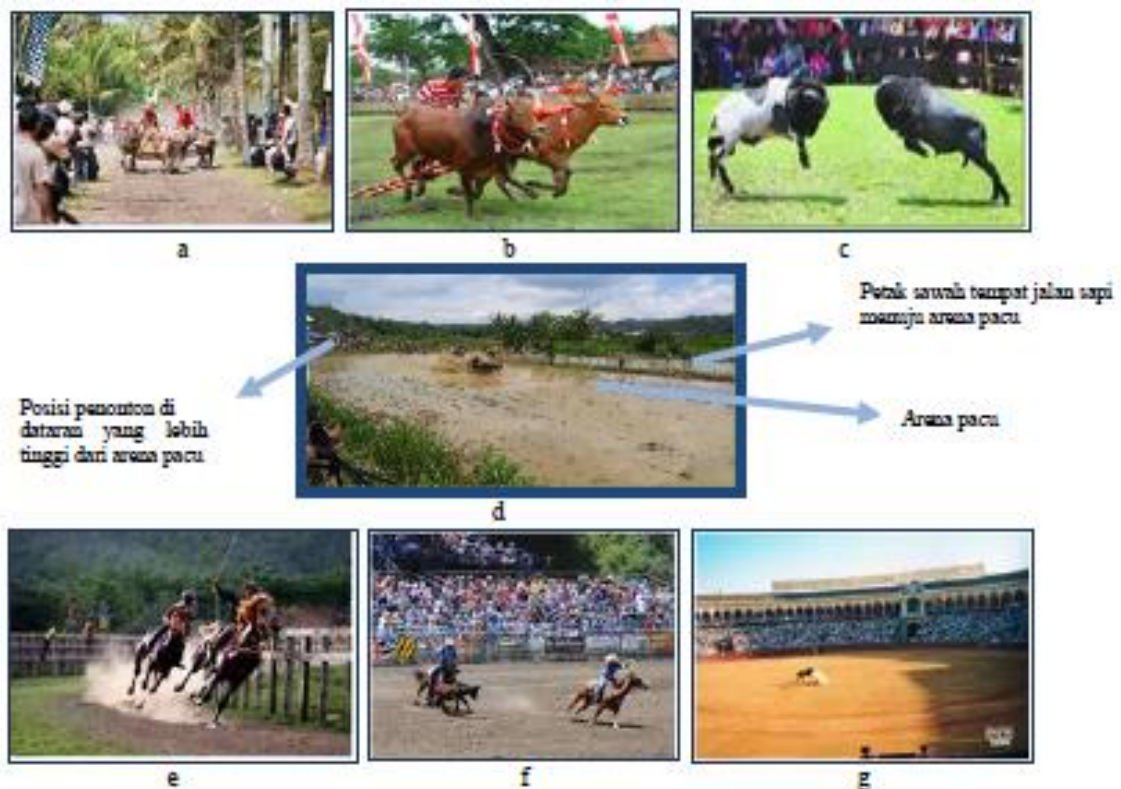 a
b
c
Petak sawah tempat jalan sapi
menuju arena pacu
Posisi penonton di
dataran yang lebih
tinggi dari arena pacu
Arena pacu
d
e
f
g